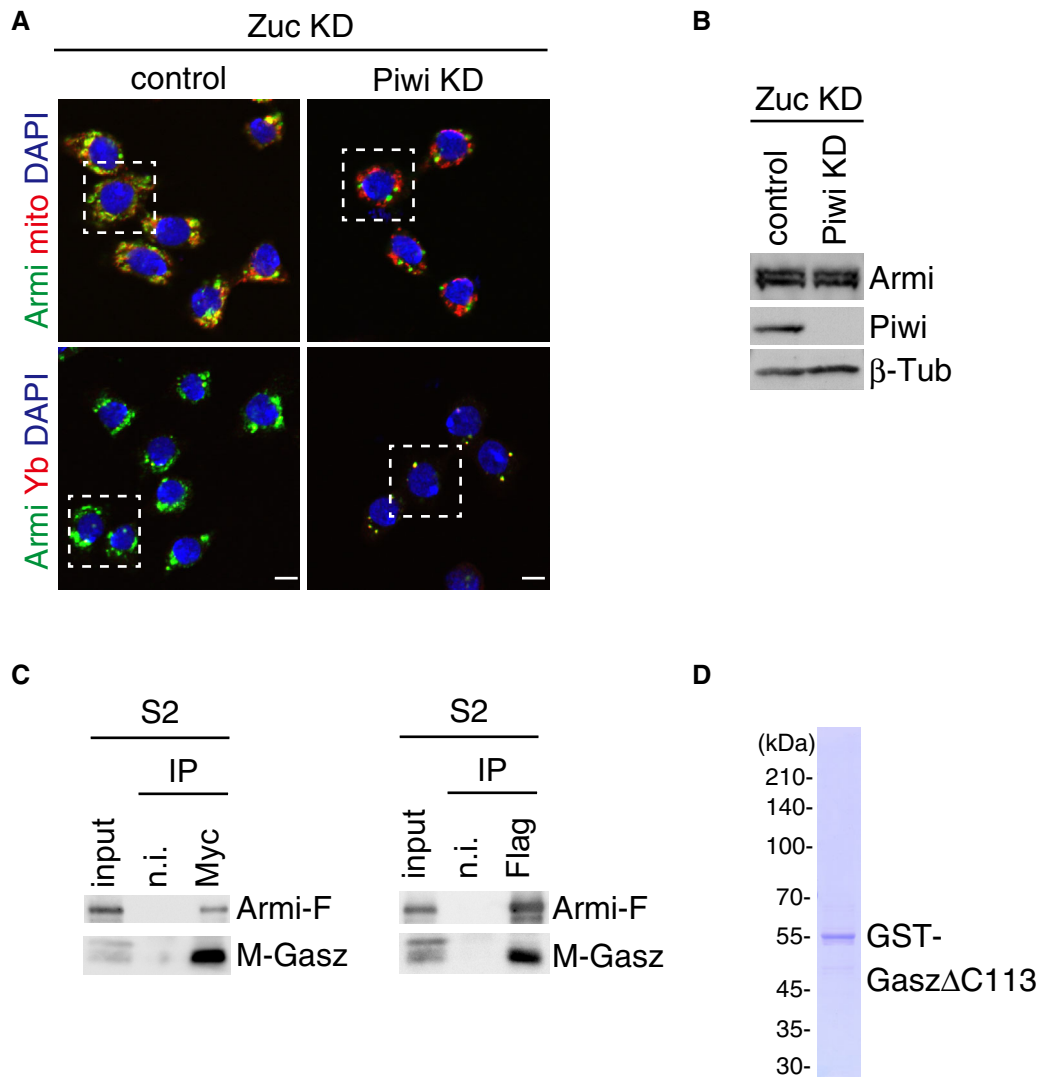 A
Zuc KD
control
Piwi KD
Armi mito DAPI
Armi Yb DAPI
B
Zuc KD
control
Piwi KD
Armi
Piwi
β-Tub
C
S2
IP
input
n.i.
Myc
Armi-F
M-Gasz
S2
IP
input
n.i.
Flag
Armi-F
M-Gasz
D
(kDa)
210-
140-
100-
70-
55-
45-
35-
30-
GST-
GaszΔC113